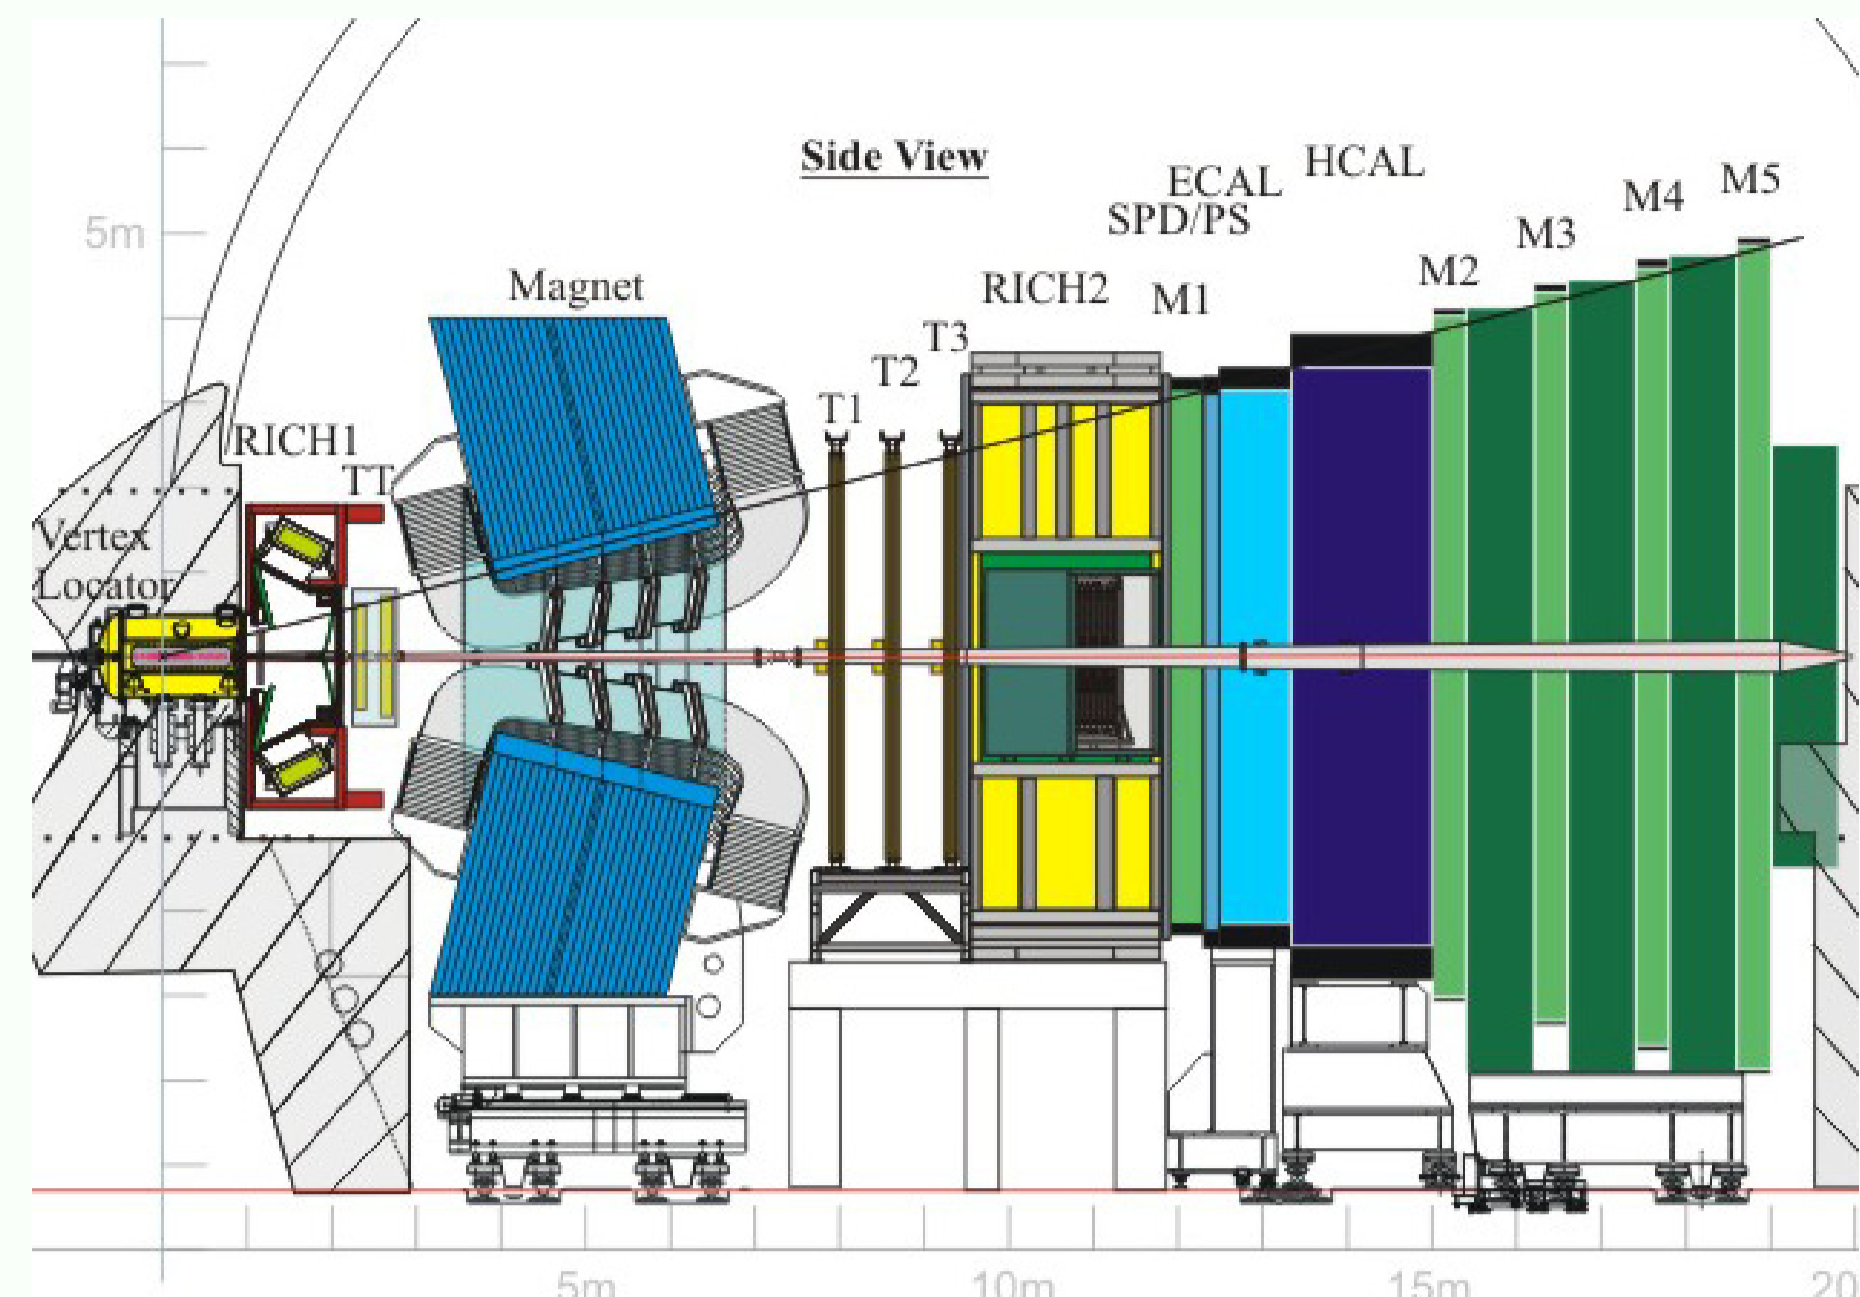 Side View
HCAL
ECAL
SPD/PS
M5
M4
M3
M2
M1
5m
Magnet
RICH2
T3
T2
T1
RICH1
TT
Vertex
Locator
5m
10m
15m
20